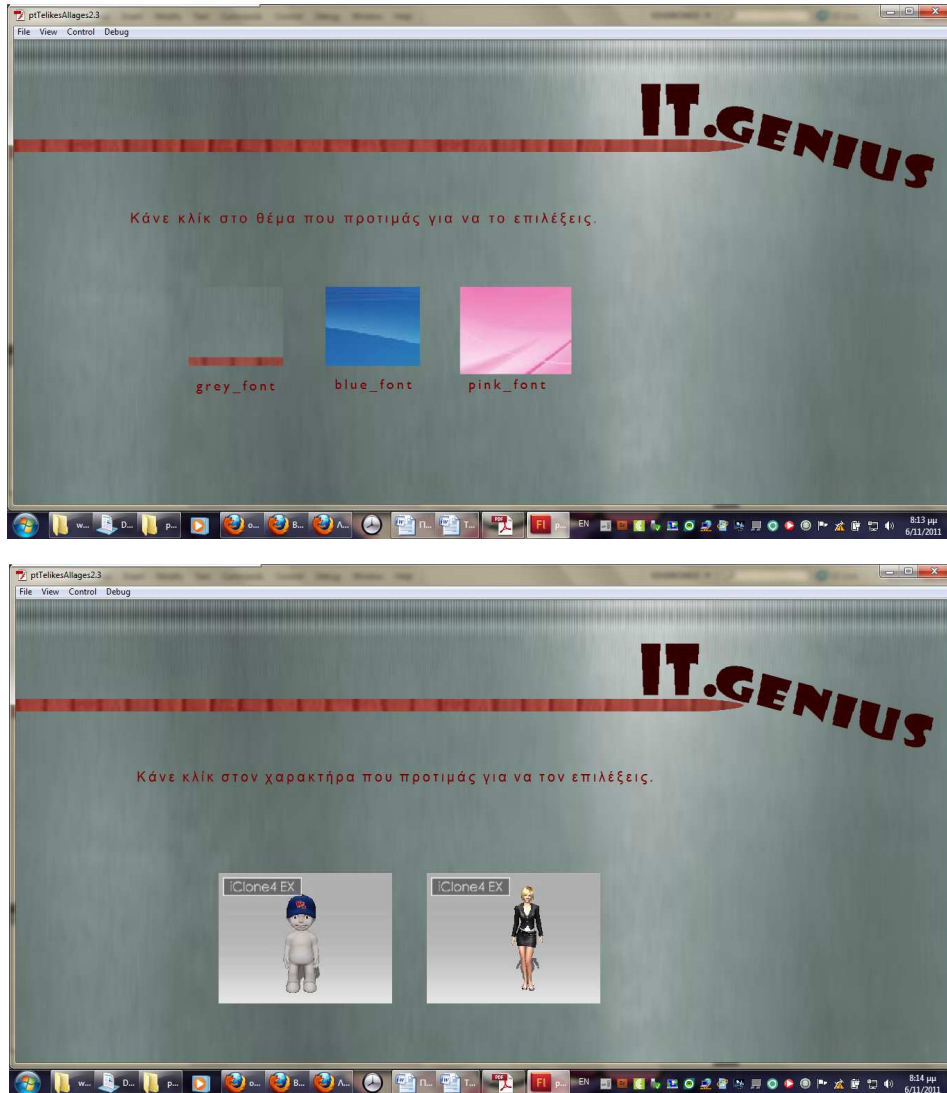 ptTelikesAllages2.3
File View Control Debug
IT.GENIUS
Κάνε κλίκ στο θέμα που προτιμάς για να το επιλέξεις.
grey_font blue_font pink_font
w... D... p... o... B... Λ... Π... T... p... EN 8:13 μμ
6/11/2011
ptTelikesAllages2.3
File View Control Debug
IT.GENIUS
Κάνε κλίκ στον χαρακτήρα που προτιμάς για να τον επιλέξεις.
iClone4 EX iClone4 EX
w... D... p... o... B... Λ... Π... T... p... EN 8:14 μμ
6/11/2011